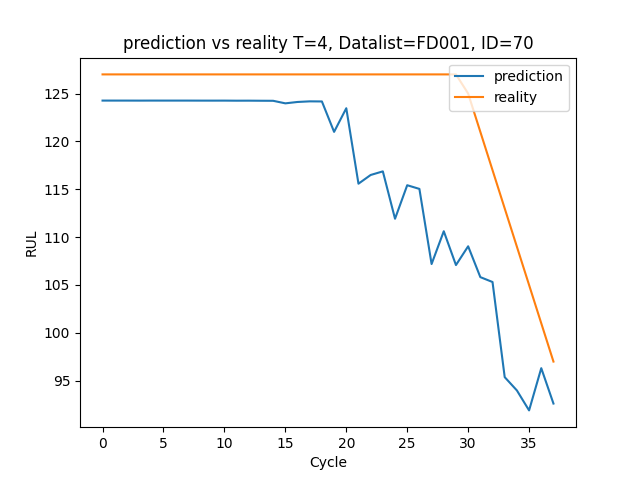 prediction vs reality T=4, Datalist=FD001, ID=70
prediction
reality
RUL
125
120
115
110
105
100
95
0 5 10 15 20 25 30 35
Cycle